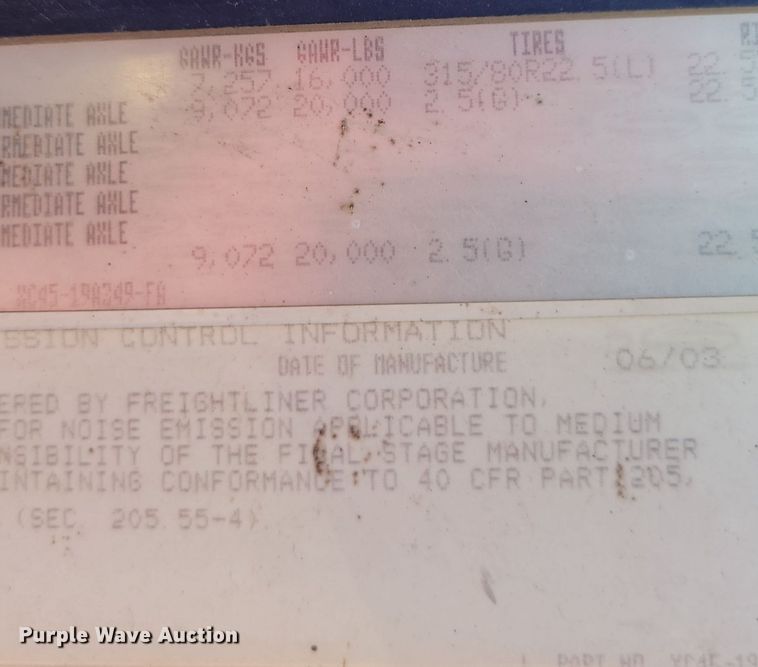 GAWR-KGS GAWR-LBS TIRES
7,257 16,000 315/80R22.5(L) 22.5
MEDIATE AXLE 9,072 20,000 2.5(G) 22.5
RMEDIATE AXLE
MEDIATE AXLE
RMEDIATE AXLE
MEDIATE AXLE
9,072 20,000 2.5(G) 22.5
XC45-19A349-FA
SSION CONTROL INFORMATION
DATE OF MANUFACTURE 06/03
ERED BY FREIGHTLINER CORPORATION,
FOR NOISE EMISSION APPLICABLE TO MEDIUM
NSIBILITY OF THE FINAL STAGE MANUFACTURER
INTAINING CONFORMANCE TO 40 CFR PART 205,
(SEC. 205.55-4)
PART NO.
Purple Wave Auction